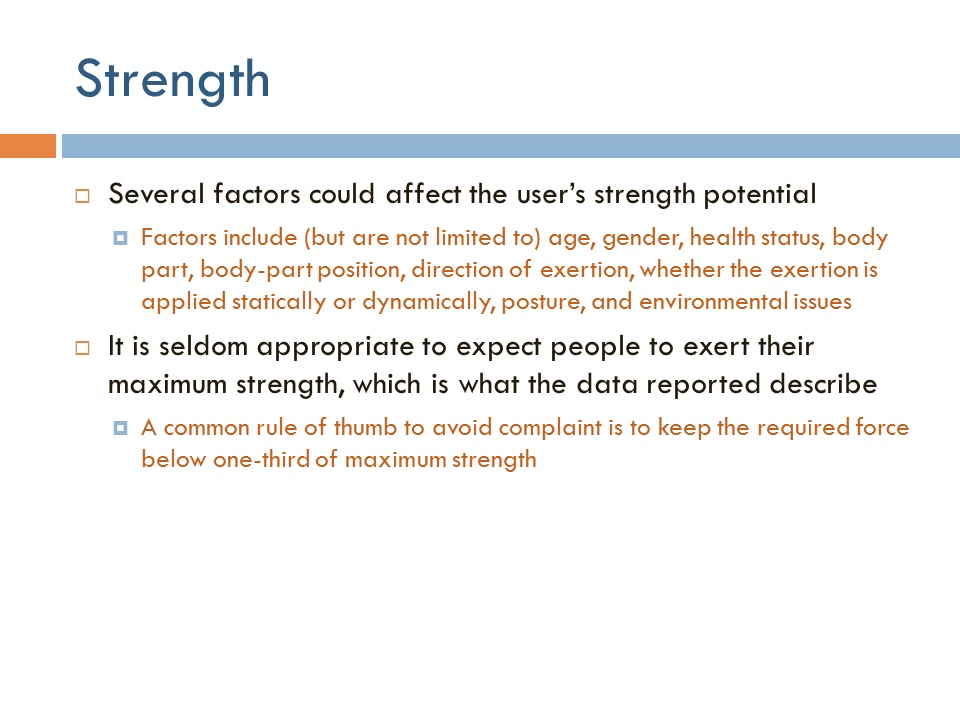 Strength
Several factors could affect the user’s strength potential
Factors include (but are not limited to) age, gender, health status, body
part, body-part position, direction of exertion, whether the exertion is
applied statically or dynamically, posture, and environmental issues
It is seldom appropriate to expect people to exert their
maximum strength, which is what the data reported describe
A common rule of thumb to avoid complaint is to keep the required force
below one-third of maximum strength